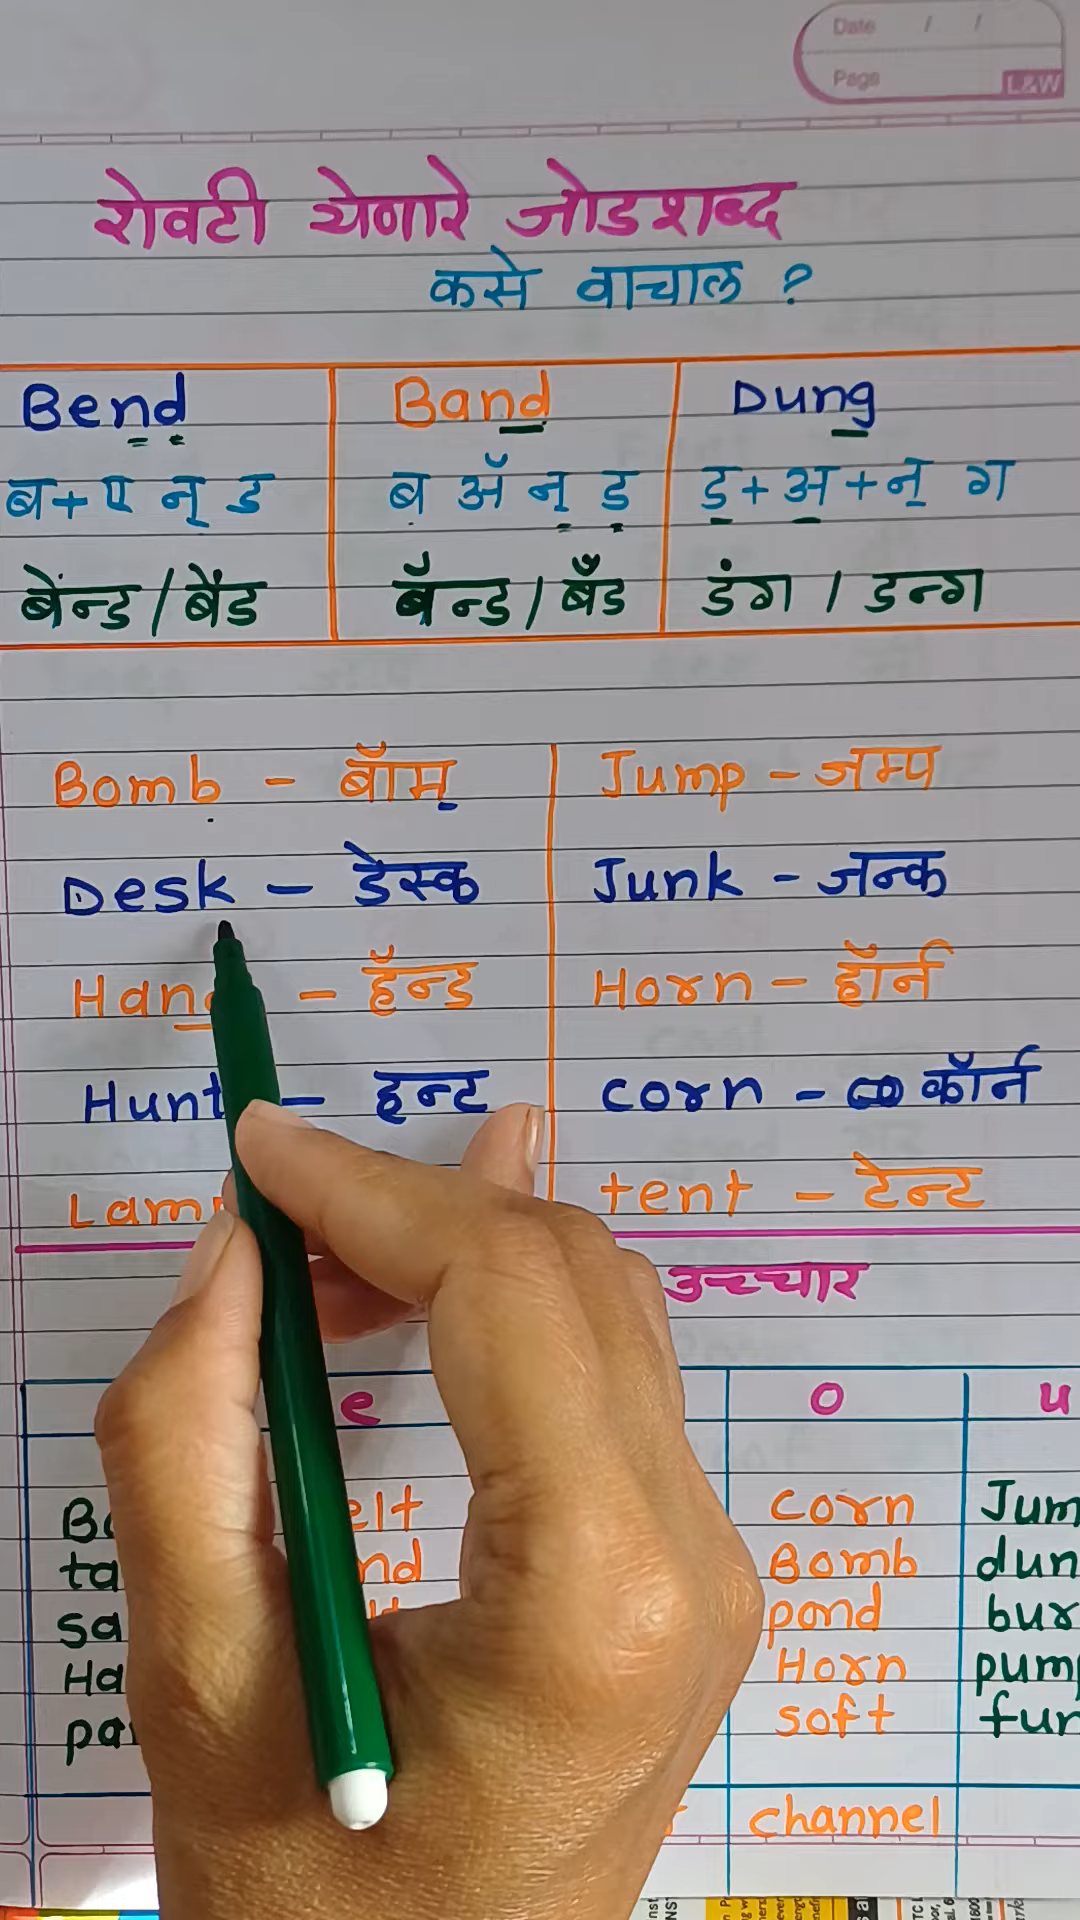 Date / /
Page
L&W
शेवटी येणारे जोडशब्द
कसे वाचाल ?
Bend Band Dung
ब+ए न् ड ब् ॲ न् ड् ड्+अ+न् ग
बेंन्ड / बेंड बॅन्ड / बँड डंग / डन्ग
Bomb - बॉम् Jump - जम्प
Desk - डेस्क Junk - जन्क
- हॅन्ड Horn - हॉर्न
Hunt - हन्ट corn - कॉर्न
tent - टेन्ट
उच्चार
e o u
corn
Bomb
pond
Horn
soft
channel